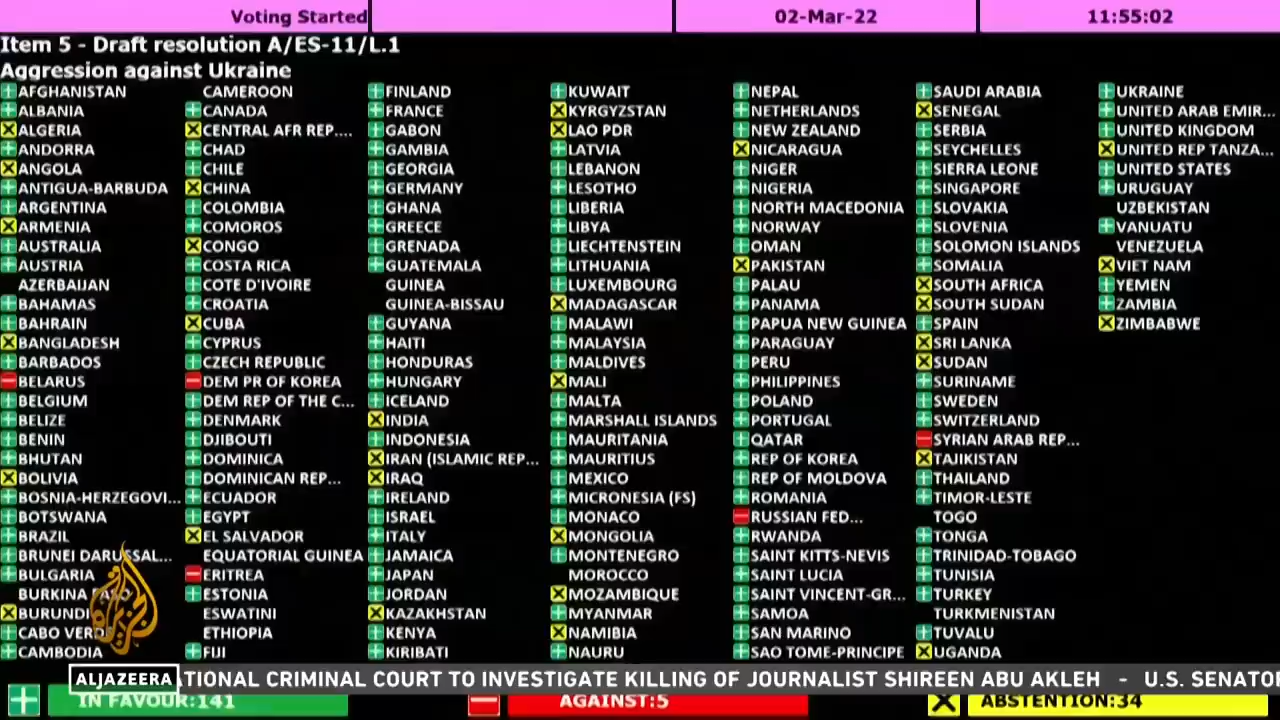 Voting Started 02-Mar-22 11:55:02
Item 5 - Draft resolution A/ES-11/L.1
Aggression against Ukraine
AFGHANISTAN CAMEROON FINLAND KUWAIT NEPAL SAUDI ARABIA UKRAINE
ALBANIA CANADA FRANCE KYRGYZSTAN NETHERLANDS SENEGAL UNITED ARAB EMIR...
ALGERIA CENTRAL AFR REP.... GABON LAO PDR NEW ZEALAND SERBIA UNITED KINGDOM
ANDORRA CHAD GAMBIA LATVIA NICARAGUA SEYCHELLES UNITED REP TANZA...
ANGOLA CHILE GEORGIA LEBANON NIGER SIERRA LEONE UNITED STATES
ANTIGUA-BARBUDA CHINA GERMANY LESOTHO NIGERIA SINGAPORE URUGUAY
ARGENTINA COLOMBIA GHANA LIBERIA NORTH MACEDONIA SLOVAKIA UZBEKISTAN
ARMENIA COMOROS GREECE LIBYA NORWAY SLOVENIA VANUATU
AUSTRALIA CONGO GRENADA LIECHTENSTEIN OMAN SOLOMON ISLANDS VENEZUELA
AUSTRIA COSTA RICA GUATEMALA LITHUANIA PAKISTAN SOMALIA VIET NAM
AZERBAIJAN COTE D'IVOIRE GUINEA LUXEMBOURG PALAU SOUTH AFRICA YEMEN
BAHAMAS CROATIA GUINEA-BISSAU MADAGASCAR PANAMA SOUTH SUDAN ZAMBIA
BAHRAIN CUBA GUYANA MALAWI PAPUA NEW GUINEA SPAIN ZIMBABWE
BANGLADESH CYPRUS HAITI MALAYSIA PARAGUAY SRI LANKA
BARBADOS CZECH REPUBLIC HONDURAS MALDIVES PERU SUDAN
BELARUS DEM PR OF KOREA HUNGARY MALI PHILIPPINES SURINAME
BELGIUM DEM REP OF THE C... ICELAND MALTA POLAND SWEDEN
BELIZE DENMARK INDIA MARSHALL ISLANDS PORTUGAL SWITZERLAND
BENIN DJIBOUTI INDONESIA MAURITANIA QATAR SYRIAN ARAB REP...
BHUTAN DOMINICA IRAN (ISLAMIC REP... MAURITIUS REP OF KOREA TAJIKISTAN
BOLIVIA DOMINICAN REP... IRAQ MEXICO REP OF MOLDOVA THAILAND
BOSNIA-HERZEGOVI... ECUADOR IRELAND MICRONESIA (FS) ROMANIA TIMOR-LESTE
BOTSWANA EGYPT ISRAEL MONACO RUSSIAN FED... TOGO
BRAZIL EL SALVADOR ITALY MONGOLIA RWANDA TONGA
BRUNEI DARUSSAL... EQUATORIAL GUINEA JAMAICA MONTENEGRO SAINT KITTS-NEVIS TRINIDAD-TOBAGO
BULGARIA ERITREA JAPAN MOROCCO SAINT LUCIA TUNISIA
BURKINA FASO ESTONIA JORDAN MOZAMBIQUE SAINT VINCENT-GR... TURKEY
BURUNDI ESWATINI KAZAKHSTAN MYANMAR SAMOA TURKMENISTAN
CABO VERDE ETHIOPIA KENYA NAMIBIA SAN MARINO TUVALU
CAMBODIA FIJI KIRIBATI NAURU SAO TOME-PRINCIPE UGANDA
الجزيرة
ALJAZEERA TIONAL CRIMINAL COURT TO INVESTIGATE KILLING OF JOURNALIST SHIREEN ABU AKLEH - U.S. SENATOR
IN FAVOUR:141 AGAINST:5 ABSTENTION:34